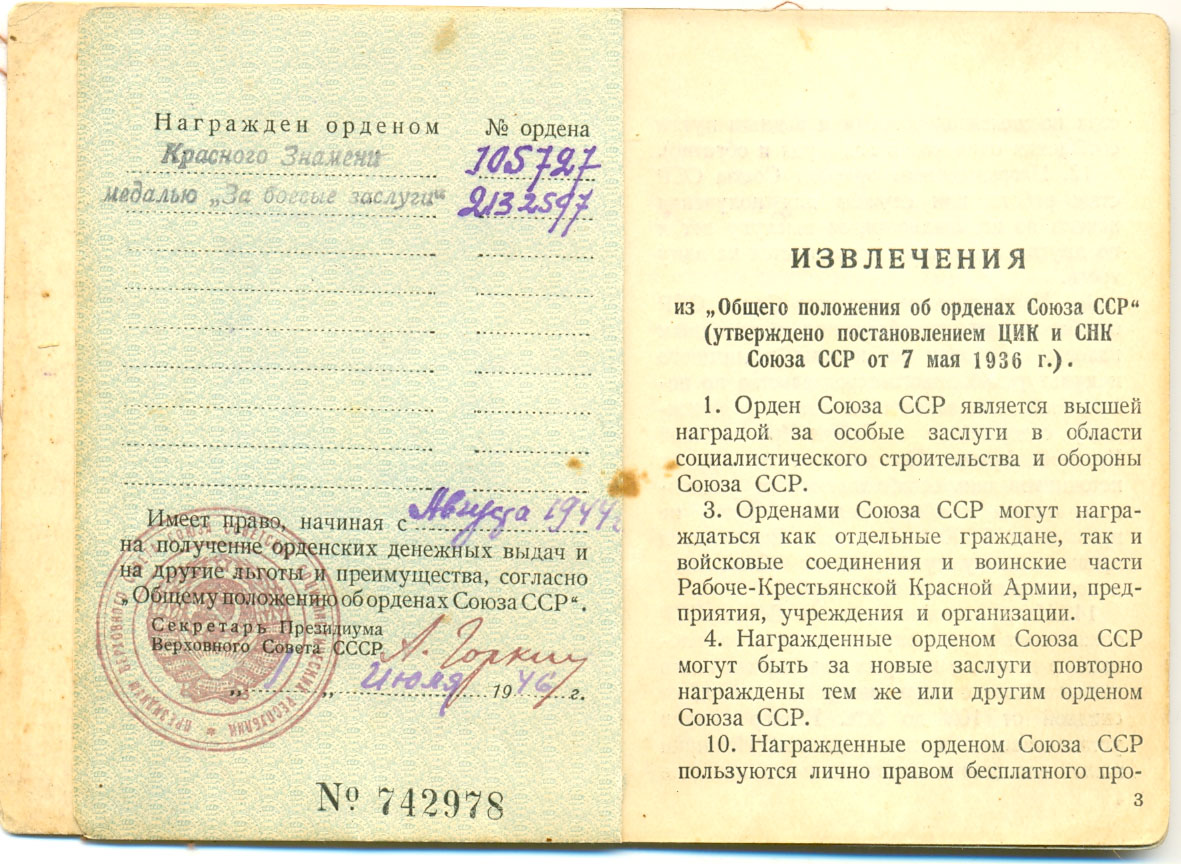 Награжден орденом № ордена
Красного Знамени 105727
медалью „За боевые заслуги“ 2132597
Имеет право, начиная с Августа 1944 г
на получение орденских денежных выдач и
на другие льготы и преимущества, согласно
„Общему положению об орденах Союза ССР“.
Секретарь Президиума
Верховного Совета СССР А. Горкин
„ 1 „ Июля 1946 г.
№ 742978
ИЗВЛЕЧЕНИЯ
из „Общего положения об орденах Союза ССР“
(утверждено постановлением ЦИК и СНК
Союза ССР от 7 мая 1936 г.).
1. Орден Союза ССР является высшей
наградой за особые заслуги в области
социалистического строительства и обороны
Союза ССР.
3. Орденами Союза ССР могут награ-
ждаться как отдельные граждане, так и
войсковые соединения и воинские части
Рабоче-Крестьянской Красной Армии, пред-
приятия, учреждения и организации.
4. Награжденные орденом Союза ССР
могут быть за новые заслуги повторно
награждены тем же или другим орденом
Союза ССР.
10. Награжденные орденом Союза ССР
пользуются лично правом бесплатного про-
3